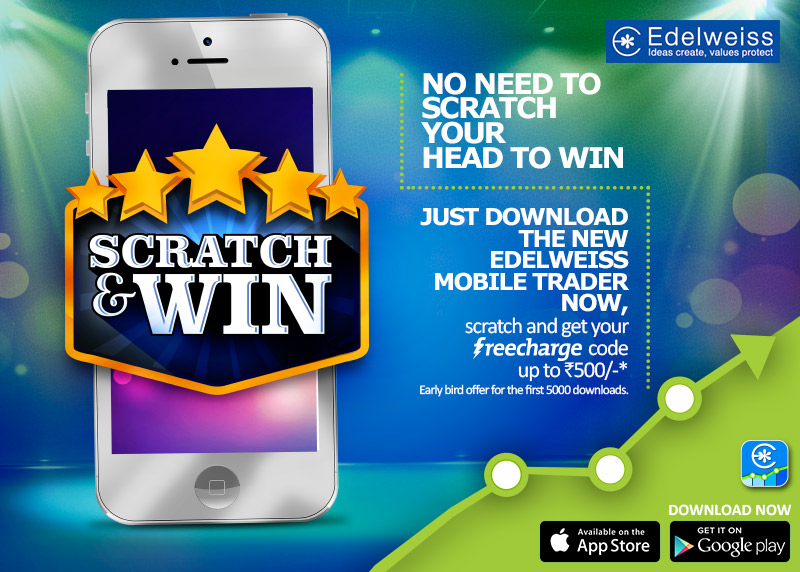 Edelweiss
Ideas create, values protect
NO NEED TO
SCRATCH
YOUR
HEAD TO WIN
SCRATCH
& WIN
JUST DOWNLOAD
THE NEW
EDELWEISS
MOBILE TRADER
NOW,
scratch and get your
freecharge code
up to ₹500/-*
Early bird offer for the first 5000 downloads.
DOWNLOAD NOW
Available on the
App Store
GET IT ON
Google play